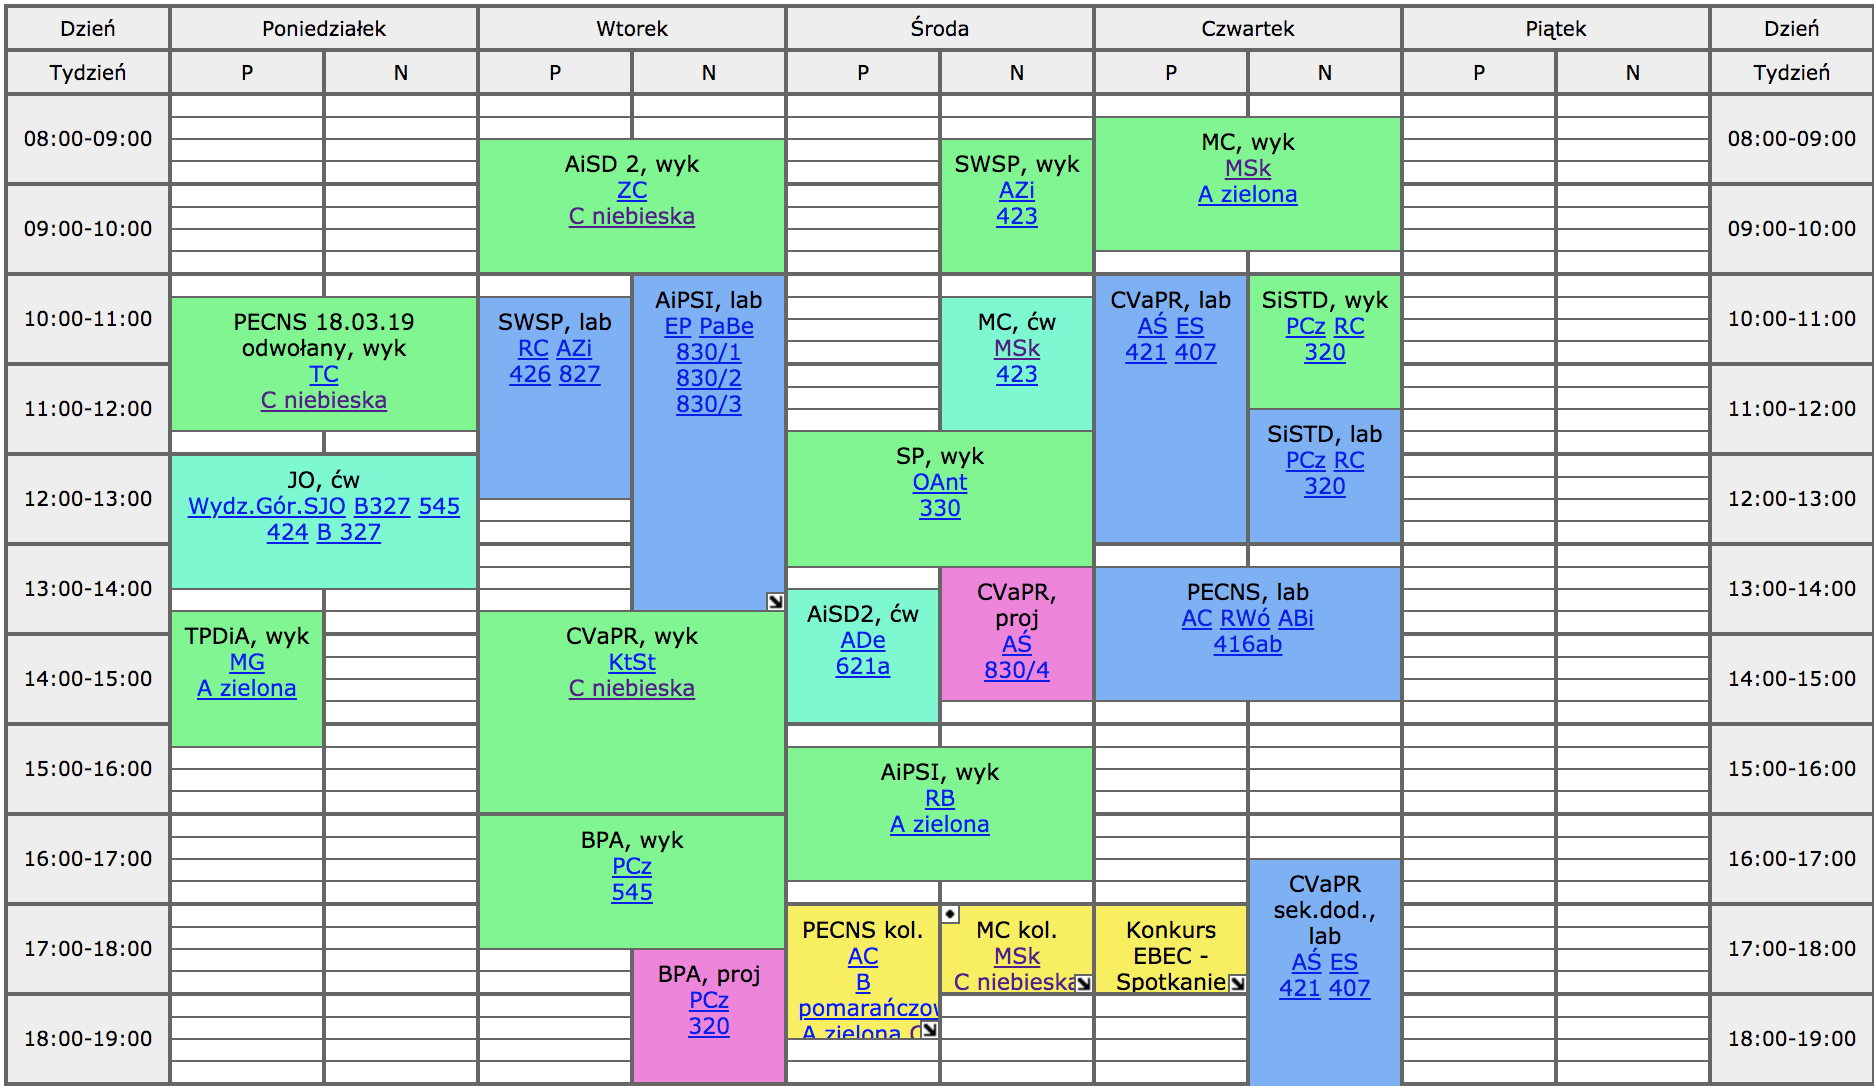 Dzień Poniedziałek Wtorek Środa Czwartek Piątek Dzień
Tydzień P N P N P N P N P N Tydzień
08:00-09:00
09:00-10:00
10:00-11:00
11:00-12:00
12:00-13:00
13:00-14:00
14:00-15:00
15:00-16:00
16:00-17:00
17:00-18:00
18:00-19:00
PECNS 18.03.19
odwołany, wyk
TC
C niebieska
JO, ćw
Wydz.Gór.SJO B327 545
424 B 327
TPDiA, wyk
MG
A zielona
AiSD 2, wyk
ZC
C niebieska
SWSP, lab
RC AZi
426 827
AiPSI, lab
EP PaBe
830/1
830/2
830/3
CVaPR, wyk
KtSt
C niebieska
BPA, wyk
PCz
545
BPA, proj
PCz
320
SWSP, wyk
AZi
423
MC, ćw
MSk
423
SP, wyk
OAnt
330
AiSD2, ćw
ADe
621a
CVaPR,
proj
AŚ
830/4
AiPSI, wyk
RB
A zielona
PECNS kol.
AC
B
pomarańczow
A zielona C
MC kol.
MSk
C niebieska
MC, wyk
MSk
A zielona
CVaPR, lab
AŚ ES
421 407
SiSTD, wyk
PCz RC
320
SiSTD, lab
PCz RC
320
PECNS, lab
AC RWó ABi
416ab
Konkurs
EBEC -
Spotkanie
CVaPR
sek.dod.,
lab
AŚ ES
421 407
08:00-09:00
09:00-10:00
10:00-11:00
11:00-12:00
12:00-13:00
13:00-14:00
14:00-15:00
15:00-16:00
16:00-17:00
17:00-18:00
18:00-19:00